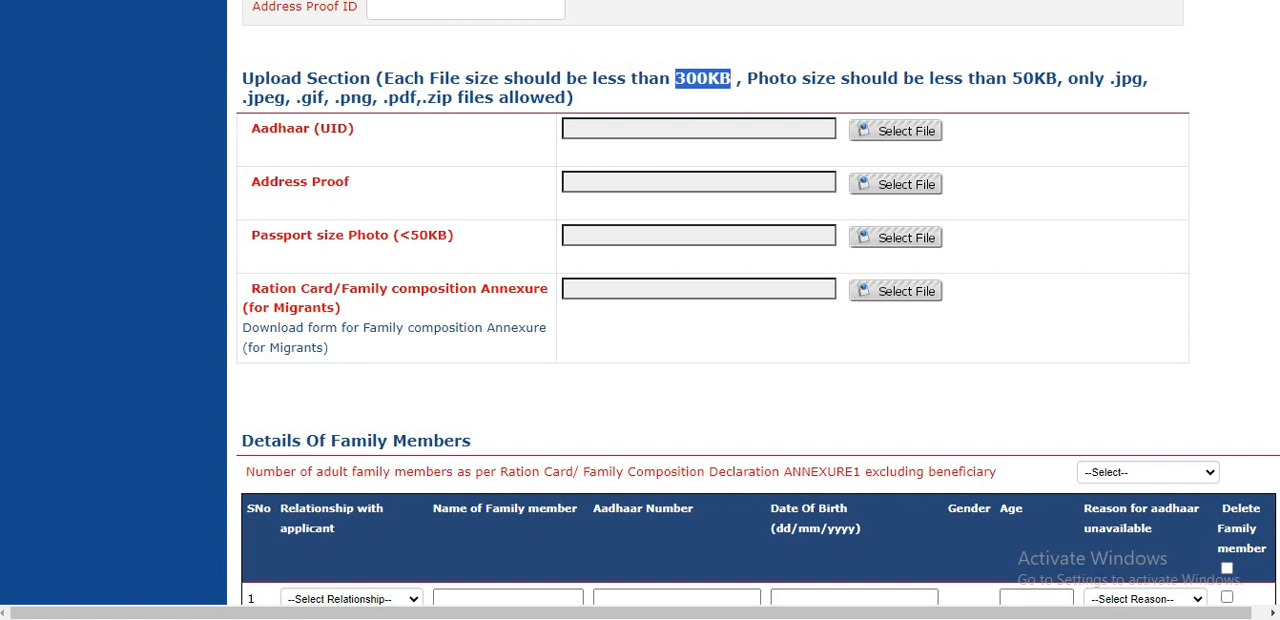 Address Proof ID
Upload Section (Each File size should be less than 300KB , Photo size should be less than 50KB, only .jpg,
.jpeg, .gif, .png, .pdf,.zip files allowed)
Aadhaar (UID)
Select File
Address Proof
Select File
Passport size Photo (<50KB)
Select File
Ration Card/Family composition Annexure
(for Migrants)
Select File
Download form for Family composition Annexure
(for Migrants)
Details Of Family Members
Number of adult family members as per Ration Card/ Family Composition Declaration ANNEXURE1 excluding beneficiary
--Select--
SNo
Relationship with
applicant
Name of Family member
Aadhaar Number
Date Of Birth
(dd/mm/yyyy)
Gender
Age
Reason for aadhaar
unavailable
Delete
Family
member
Activate Windows
Go to Settings to activate Windows.
1
--Select Relationship--
--Select Reason--